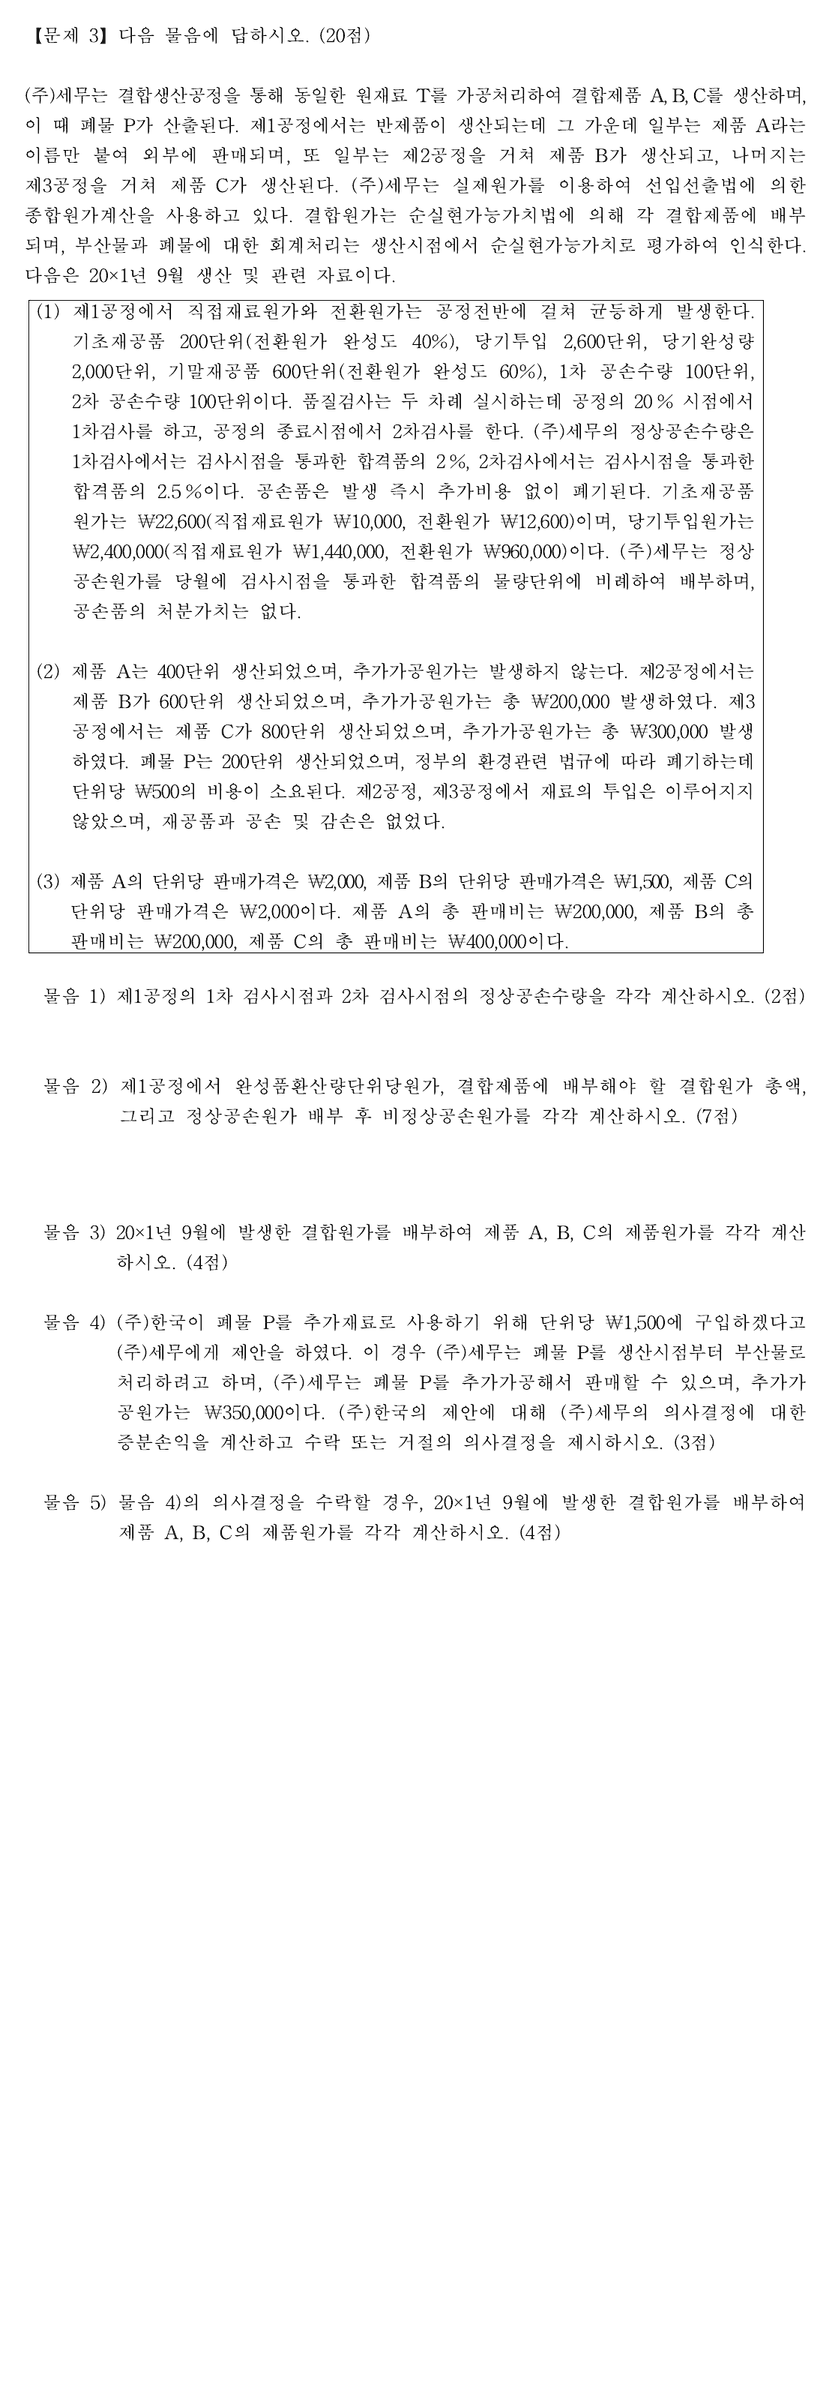 【문제 3】 다음 물음에 답하시오. (20점)
(주)세무는 결합생산공정을 통해 동일한 원재료 T를 가공처리하여 결합제품 A, B, C를 생산하며,
이 때 폐물 P가 산출된다. 제1공정에서는 반제품이 생산되는데 그 가운데 일부는 제품 A라는
이름만 붙여 외부에 판매되며, 또 일부는 제2공정을 거쳐 제품 B가 생산되고, 나머지는
제3공정을 거쳐 제품 C가 생산된다. (주)세무는 실제원가를 이용하여 선입선출법에 의한
종합원가계산을 사용하고 있다. 결합원가는 순실현가능가치법에 의해 각 결합제품에 배부
되며, 부산물과 폐물에 대한 회계처리는 생산시점에서 순실현가능가치로 평가하여 인식한다.
다음은 20×1년 9월 생산 및 관련 자료이다.
(1) 제1공정에서 직접재료원가와 전환원가는 공정전반에 걸쳐 균등하게 발생한다.
기초재공품 200단위(전환원가 완성도 40%), 당기투입 2,600단위, 당기완성량
2,000단위, 기말재공품 600단위(전환원가 완성도 60%), 1차 공손수량 100단위,
2차 공손수량 100단위이다. 품질검사는 두 차례 실시하는데 공정의 20% 시점에서
1차검사를 하고, 공정의 종료시점에서 2차검사를 한다. (주)세무의 정상공손수량은
1차검사에서는 검사시점을 통과한 합격품의 2%, 2차검사에서는 검사시점을 통과한
합격품의 2.5%이다. 공손품은 발생 즉시 추가비용 없이 폐기된다. 기초재공품
원가는 ₩22,600(직접재료원가 ₩10,000, 전환원가 ₩12,600)이며, 당기투입원가는
₩2,400,000(직접재료원가 ₩1,440,000, 전환원가 ₩960,000)이다. (주)세무는 정상
공손원가를 당월에 검사시점을 통과한 합격품의 물량단위에 비례하여 배부하며,
공손품의 처분가치는 없다.
(2) 제품 A는 400단위 생산되었으며, 추가가공원가는 발생하지 않는다. 제2공정에서는
제품 B가 600단위 생산되었으며, 추가가공원가는 총 ₩200,000 발생하였다. 제3
공정에서는 제품 C가 800단위 생산되었으며, 추가가공원가는 총 ₩300,000 발생
하였다. 폐물 P는 200단위 생산되었으며, 정부의 환경관련 법규에 따라 폐기하는데
단위당 ₩500의 비용이 소요된다. 제2공정, 제3공정에서 재료의 투입은 이루어지지
않았으며, 재공품과 공손 및 감손은 없었다.
(3) 제품 A의 단위당 판매가격은 ₩2,000, 제품 B의 단위당 판매가격은 ₩1,500, 제품 C의
단위당 판매가격은 ₩2,000이다. 제품 A의 총 판매비는 ₩200,000, 제품 B의 총
판매비는 ₩200,000, 제품 C의 총 판매비는 ₩400,000이다.
물음 1) 제1공정의 1차 검사시점과 2차 검사시점의 정상공손수량을 각각 계산하시오. (2점)
물음 2) 제1공정에서 완성품환산량단위당원가, 결합제품에 배부해야 할 결합원가 총액,
그리고 정상공손원가 배부 후 비정상공손원가를 각각 계산하시오. (7점)
물음 3) 20×1년 9월에 발생한 결합원가를 배부하여 제품 A, B, C의 제품원가를 각각 계산
하시오. (4점)
물음 4) (주)한국이 폐물 P를 추가재료로 사용하기 위해 단위당 ₩1,500에 구입하겠다고
(주)세무에게 제안을 하였다. 이 경우 (주)세무는 폐물 P를 생산시점부터 부산물로
처리하려고 하며, (주)세무는 폐물 P를 추가가공해서 판매할 수 있으며, 추가가
공원가는 ₩350,000이다. (주)한국의 제안에 대해 (주)세무의 의사결정에 대한
증분손익을 계산하고 수락 또는 거절의 의사결정을 제시하시오. (3점)
물음 5) 물음 4)의 의사결정을 수락할 경우, 20×1년 9월에 발생한 결합원가를 배부하여
제품 A, B, C의 제품원가를 각각 계산하시오. (4점)